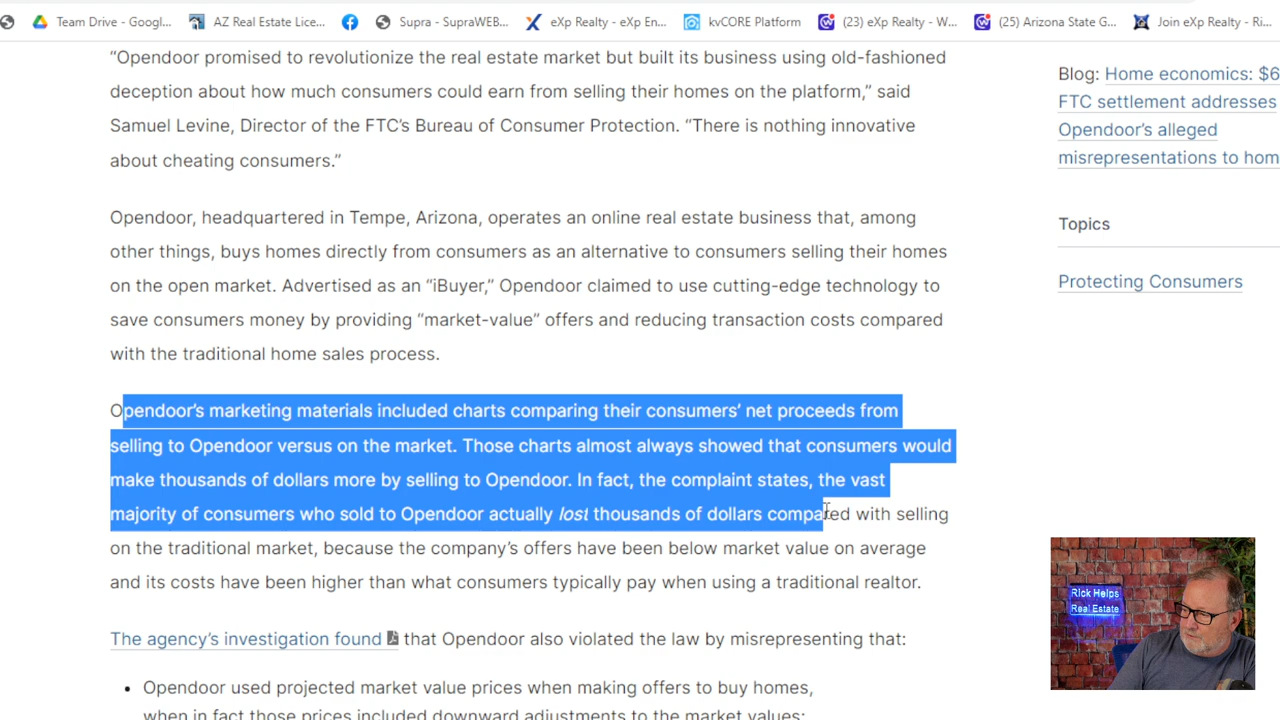 Team Drive - Googl...
AZ Real Estate Lice...
Supra - SupraWEB...
eXp Realty - eXp En...
kvCORE Platform
(23) eXp Realty - W...
(25) Arizona State G...
Join eXp Realty - Ri...
“Opendoor promised to revolutionize the real estate market but built its business using old-fashioned
deception about how much consumers could earn from selling their homes on the platform,” said
Samuel Levine, Director of the FTC’s Bureau of Consumer Protection. “There is nothing innovative
about cheating consumers.”
Opendoor, headquartered in Tempe, Arizona, operates an online real estate business that, among
other things, buys homes directly from consumers as an alternative to consumers selling their homes
on the open market. Advertised as an “iBuyer,” Opendoor claimed to use cutting-edge technology to
save consumers money by providing “market-value” offers and reducing transaction costs compared
with the traditional home sales process.
Opendoor’s marketing materials included charts comparing their consumers’ net proceeds from
selling to Opendoor versus on the market. Those charts almost always showed that consumers would
make thousands of dollars more by selling to Opendoor. In fact, the complaint states, the vast
majority of consumers who sold to Opendoor actually lost thousands of dollars compared with selling
on the traditional market, because the company’s offers have been below market value on average
and its costs have been higher than what consumers typically pay when using a traditional realtor.
The agency’s investigation found that Opendoor also violated the law by misrepresenting that:
• Opendoor used projected market value prices when making offers to buy homes,
when in fact those prices included downward adjustments to the market values;
Blog: Home economics: $6
FTC settlement addresses
Opendoor’s alleged
misrepresentations to hom
Topics
Protecting Consumers
Rick Helps
Real Estate